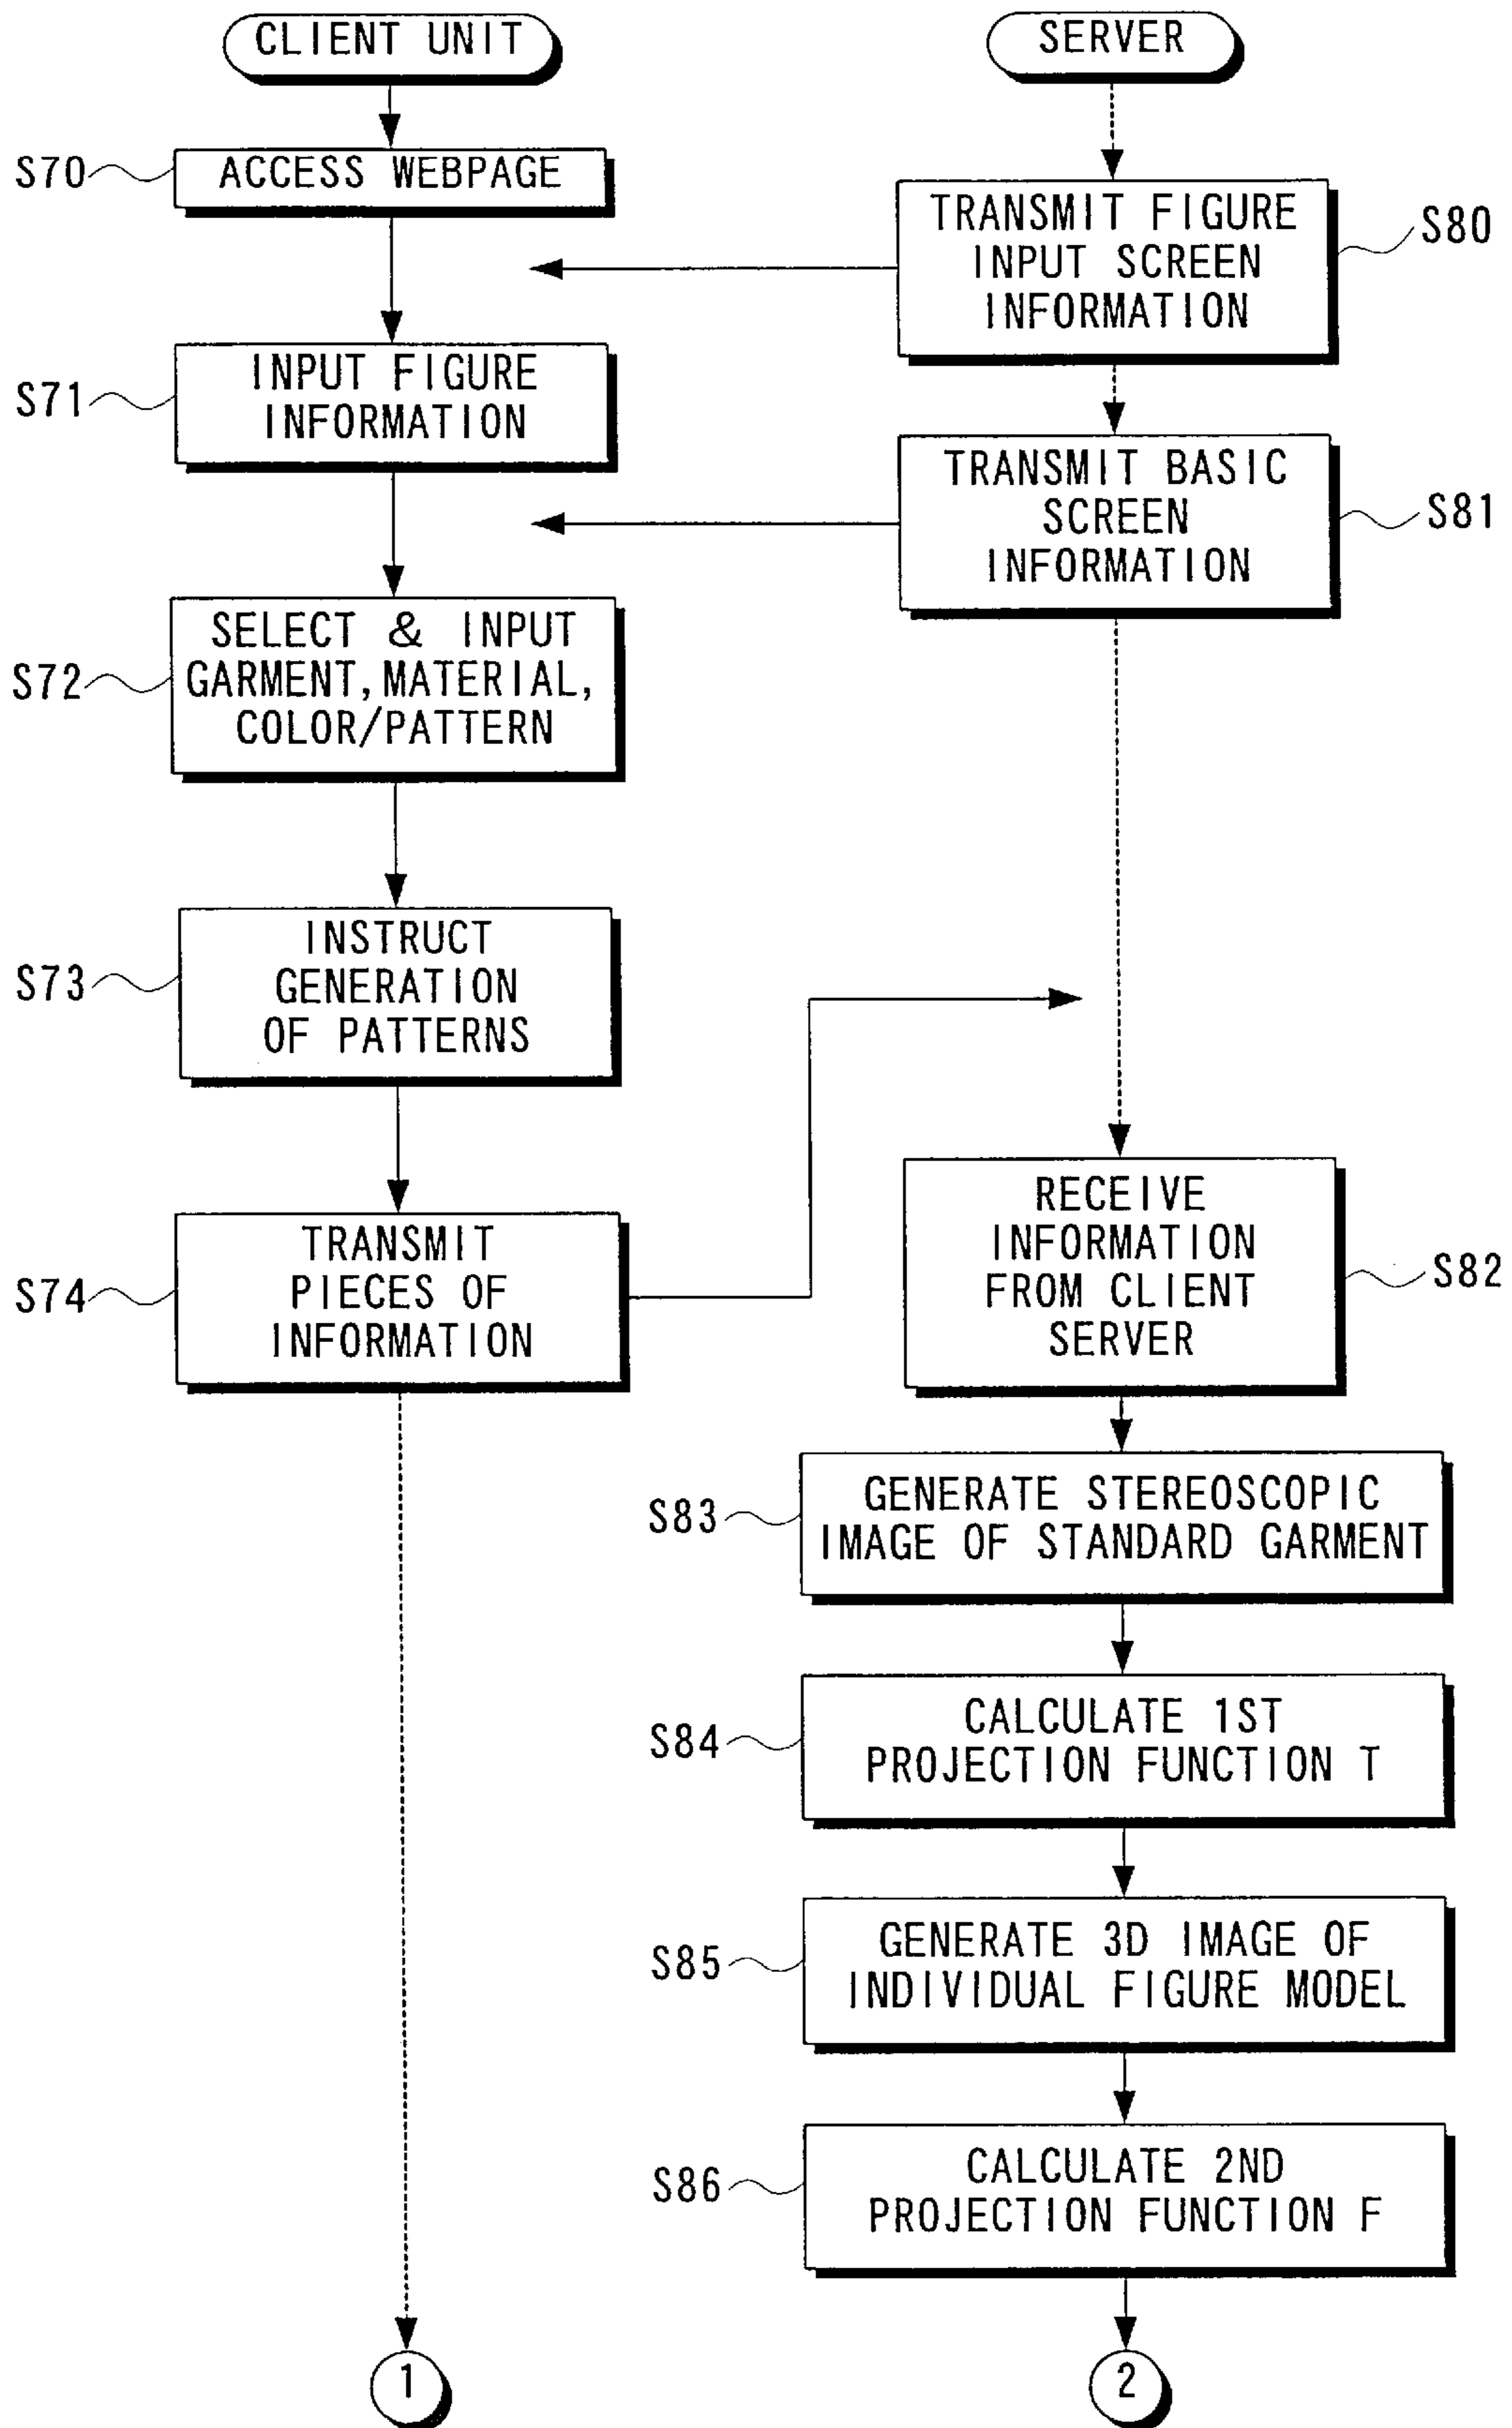 CLIENT UNIT
S70
ACCESS WEBPAGE
S71
INPUT FIGURE
INFORMATION
S72
SELECT & INPUT
GARMENT, MATERIAL,
COLOR/PATTERN
S73
INSTRUCT
GENERATION
OF PATTERNS
S74
TRANSMIT
PIECES OF
INFORMATION
1
SERVER
TRANSMIT FIGURE
INPUT SCREEN
INFORMATION
S80
TRANSMIT BASIC
SCREEN
INFORMATION
S81
RECEIVE
INFORMATION
FROM CLIENT
SERVER
S82
S83
GENERATE STEREOSCOPIC
IMAGE OF STANDARD GARMENT
S84
CALCULATE 1ST
PROJECTION FUNCTION T
S85
GENERATE 3D IMAGE OF
INDIVIDUAL FIGURE MODEL
S86
CALCULATE 2ND
PROJECTION FUNCTION F
2